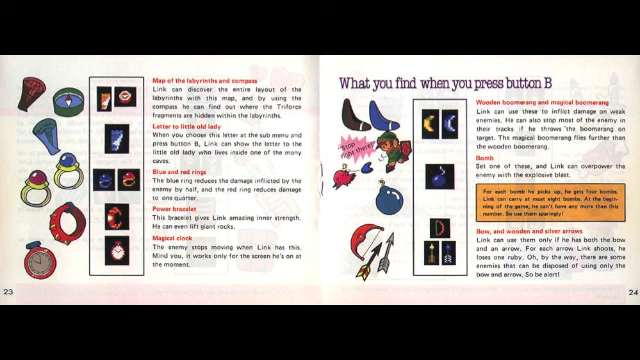 Map of the labyrinths and compass
Link can discover the entire layout of the
labyrinths with this map, and by using the
compass he can find out where the Triforce
fragments are hidden within the labyrinths.
Letter to little old lady
When you choose this letter at the sub menu and
press button B, Link can show the letter to the
little old lady who lives inside one of the many
caves.
Blue and red rings
The blue ring reduces the damage inflicted by the
enemy by half, and the red ring reduces damage
to one quarter.
Power bracelet
This bracelet gives Link amazing inner strength.
He can even lift giant rocks.
Magical clock
The enemy stops moving when Link has this.
Mind you, it works only for the screen he's on at
the moment.
23
What you find when you press button B
"Stop
right there!"
Wooden boomerang and magical boomerang
Link can use these to inflict damage on weak
enemies. He can also stop most of the enemy in
their tracks if he throws the boomerang on
target. The magical boomerang flies further than
the wooden boomerang.
Bomb
Set one of these, and Link can overpower the
enemy with the explosive blast.
For each bomb he picks up, he gets four bombs.
Link can carry at most eight bombs. At the begin-
ning of the game, he can't have any more than this
number. So use them sparingly!
Bow, and wooden and silver arrows
Link can use them only if he has both the bow
and an arrow. For each arrow Link shoots, he
loses one ruby. Oh, by the way, there are some
enemies that can be disposed of using only the
bow and arrow. So be alert!
24